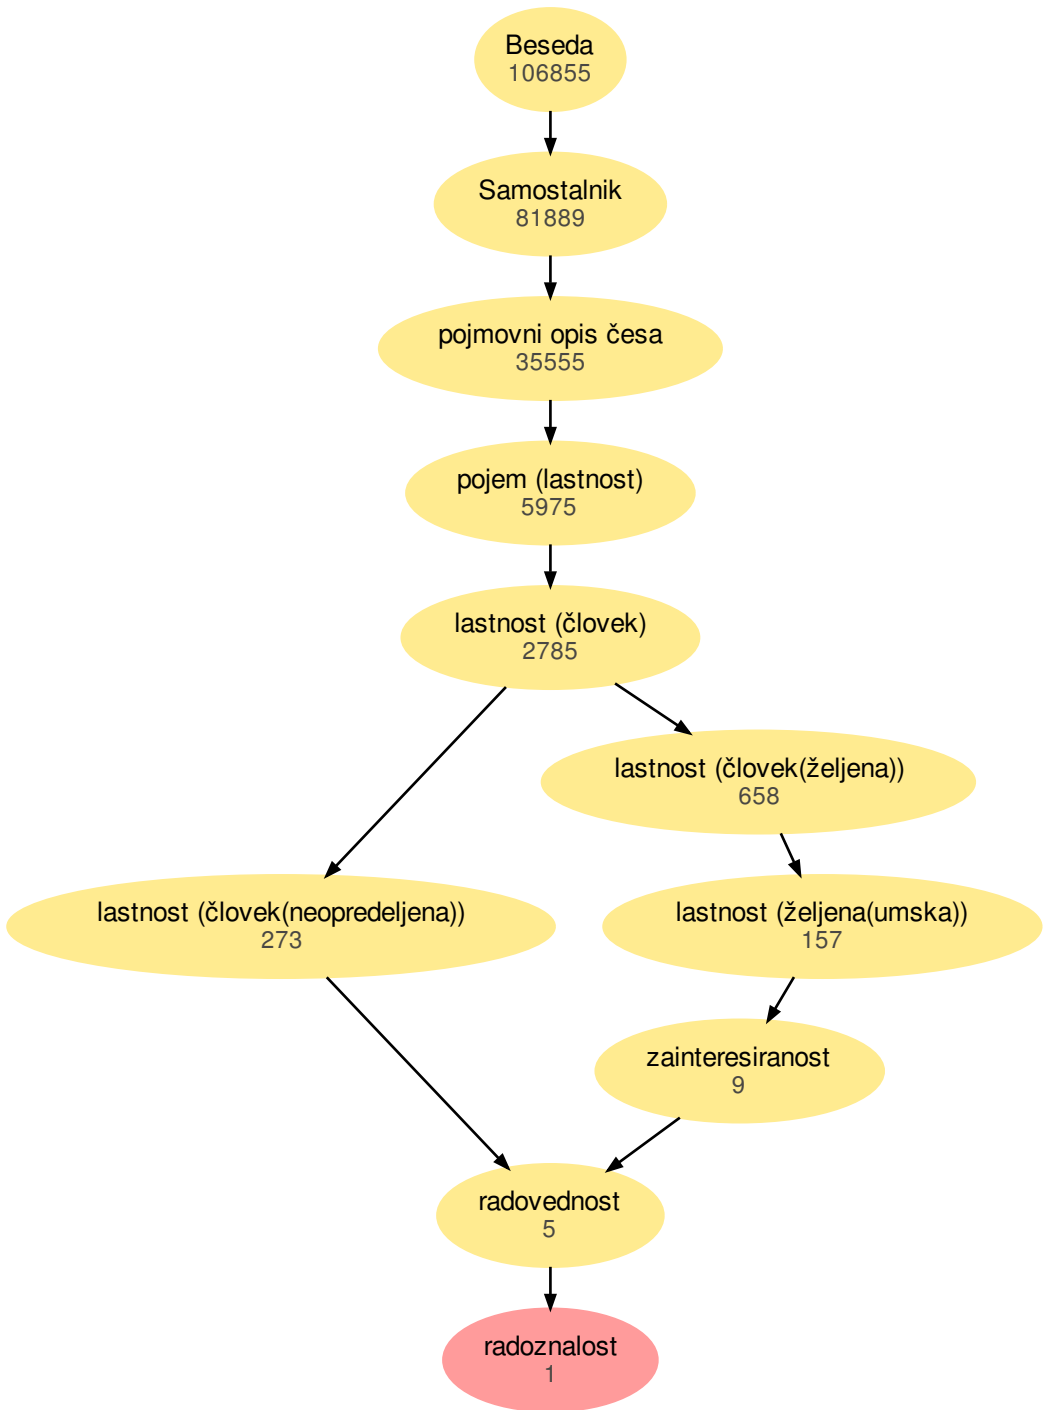 Beseda
106855
Samostalnik
81889
pojmovni opis česa
35555
pojem (lastnost)
5975
lastnost (človek)
2785
lastnost (človek(željena))
658
lastnost (človek(neopredeljena))
273
lastnost (željena(umska))
157
zainteresiranost
9
radovednost
5
radoznalost
1